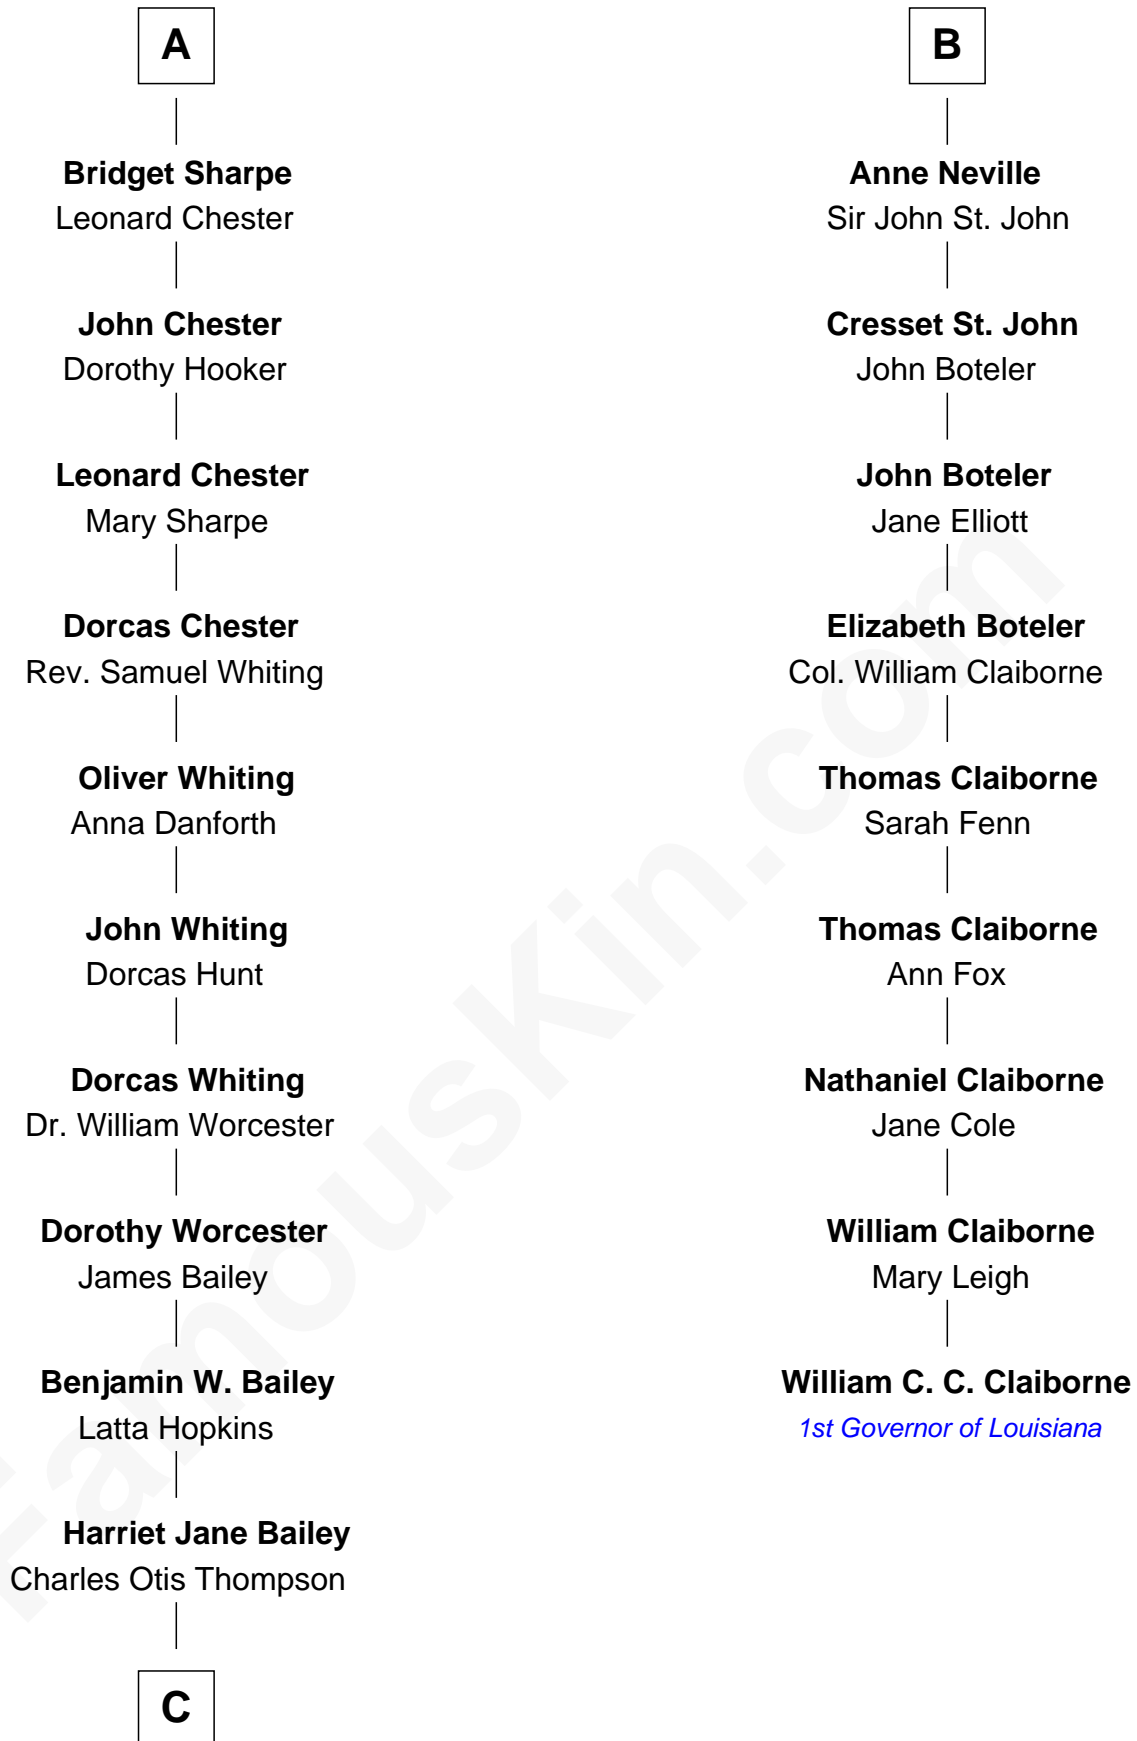 A
Bridget Sharpe
Leonard Chester
John Chester
Dorothy Hooker
Leonard Chester
Mary Sharpe
Dorcas Chester
Rev. Samuel Whiting
Oliver Whiting
Anna Danforth
John Whiting
Dorcas Hunt
Dorcas Whiting
Dr. William Worcester
Dorothy Worcester
James Bailey
Benjamin W. Bailey
Latta Hopkins
Harriet Jane Bailey
Charles Otis Thompson
C
B
Anne Neville
Sir John St. John
Cresset St. John
John Boteler
John Boteler
Jane Elliott
Elizabeth Boteler
Col. William Claiborne
Thomas Claiborne
Sarah Fenn
Thomas Claiborne
Ann Fox
Nathaniel Claiborne
Jane Cole
William Claiborne
Mary Leigh
William C. C. Claiborne
1st Governor of Louisiana
FamousKin.com